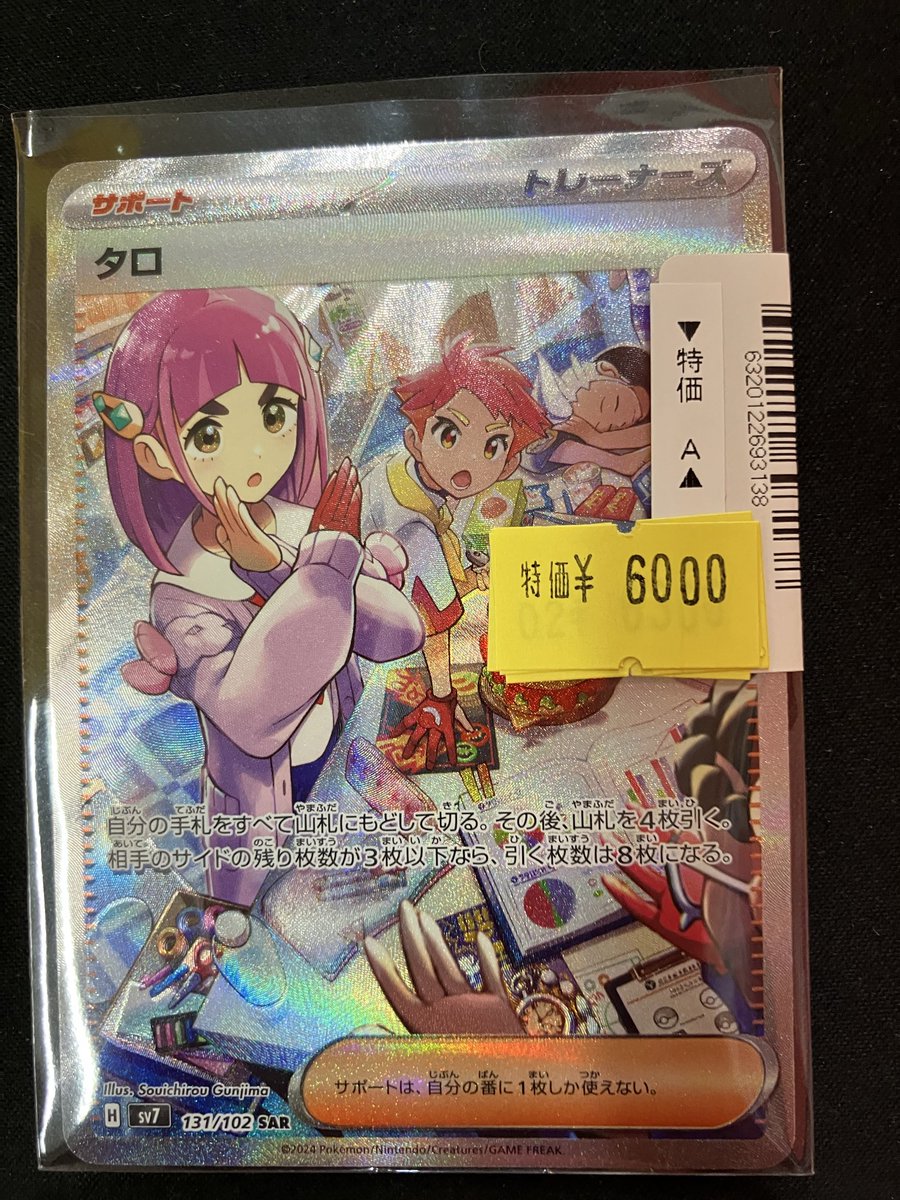 サポート
トレーナーズ
タロ
▼特価 A▲
6320122693138
特価¥ 6000
自分の手札をすべて山札にもどして切る。その後、山札を4枚引く。
相手のサイドの残り枚数が3枚以下なら、引く枚数は8枚になる。
サポートは、自分の番に1枚しか使えない。
Illus. Souichirou Gunjima
H sv7 131/102 SAR
©2024 Pokémon/Nintendo/Creatures/GAME FREAK